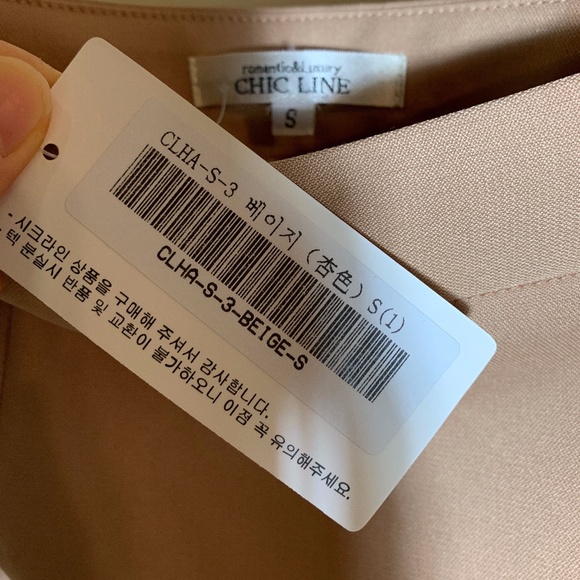 romantic&Luxury
CHIC LINE
S
CLHA-S-3 베이지 (杏色) S(1)
CLHA-S-3-BEIGE-S
- 시크라인 상품을 구매해 주셔서 감사합니다.
. 텍 분실시 반품 및 교환이 불가하오니 이점 꼭 유의해주세요.